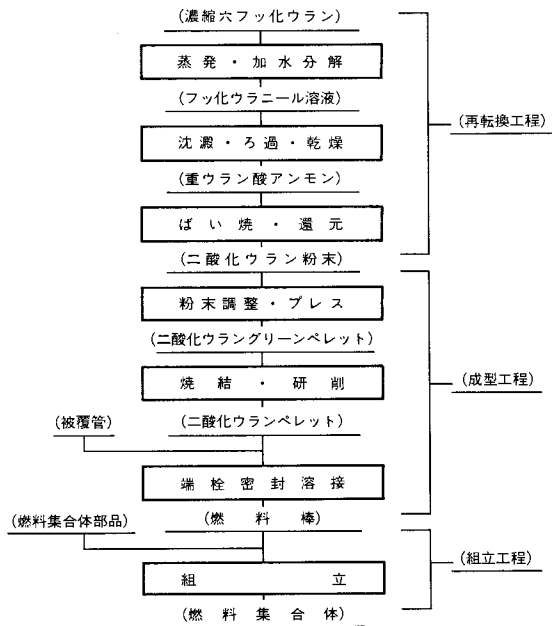 (濃縮六フッ化ウラン)
蒸発・加水分解
(フッ化ウラニール溶液)
(再転換工程)
沈澱・ろ過・乾燥
(重ウラン酸アンモン)
ばい焼・還元
(二酸化ウラン粉末)
粉末調整・プレス
(二酸化ウラングリーンペレット)
焼結・研削
(成型工程)
(被覆管)
(二酸化ウランペレット)
端栓密封溶接
(燃料棒)
(燃料集合体部品)
(組立工程)
組立
(燃料集合体)